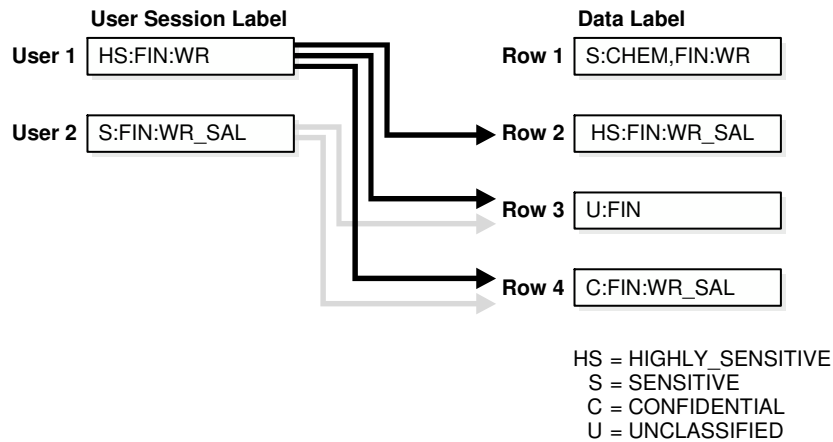 User Session Label Data Label
User 1 HS:FIN:WR Row 1 S:CHEM,FIN:WR
User 2 S:FIN:WR_SAL Row 2 HS:FIN:WR_SAL
Row 3 U:FIN
Row 4 C:FIN:WR_SAL
HS = HIGHLY_SENSITIVE
S = SENSITIVE
C = CONFIDENTIAL
U = UNCLASSIFIED